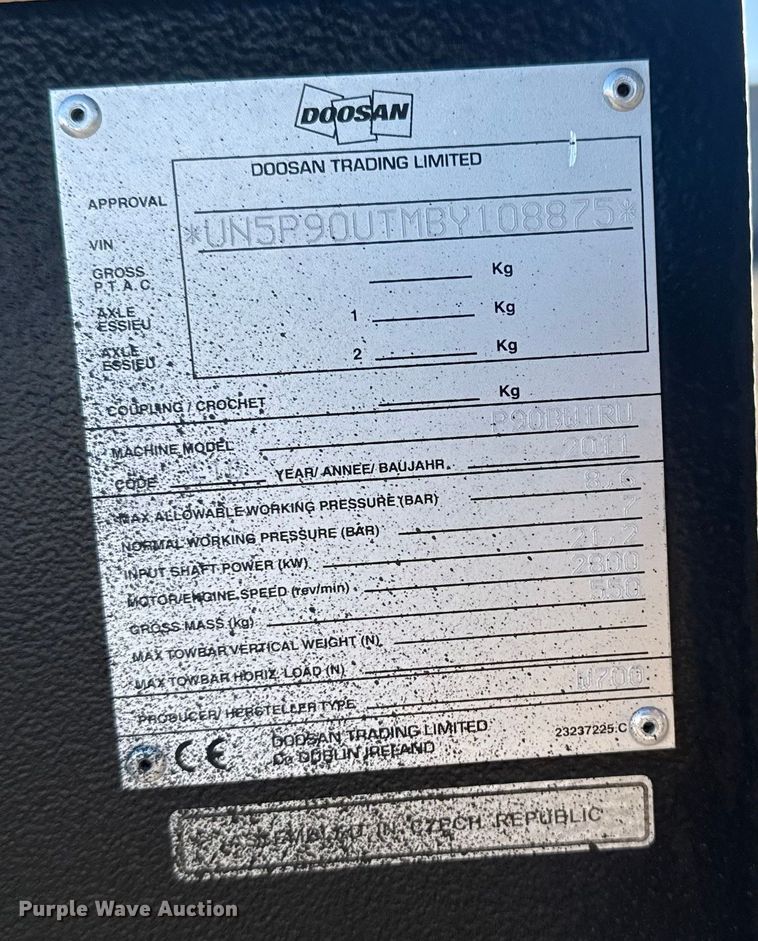 DOOSAN
DOOSAN TRADING LIMITED
APPROVAL
VIN *UN5P90UTMBY108875*
GROSS P.T.A.C. Kg
AXLE ESSIEU 1 Kg
AXLE ESSIEU 2 Kg
COUPLING / CROCHET Kg
MACHINE MODEL
CODE YEAR/ ANNEE/ BAUJAHR. 2011
MAX ALLOWABLE WORKING PRESSURE (BAR) 8.6
NORMAL WORKING PRESSURE (BAR) 7
INPUT SHAFT POWER (kW) 21.2
MOTOR/ENGINE SPEED (rev/min) 2800
GROSS MASS (kg) 550
MAX TOWBAR VERTICAL WEIGHT (N)
MAX TOWBAR HORIZ. LOAD (N)
PRODUCER/ HERSTELLER TYPE W700
CE DOOSAN TRADING LIMITED 23237225.C
Co DUBLIN IRELAND
ASSEMBLED IN CZECH REPUBLIC
Purple Wave Auction